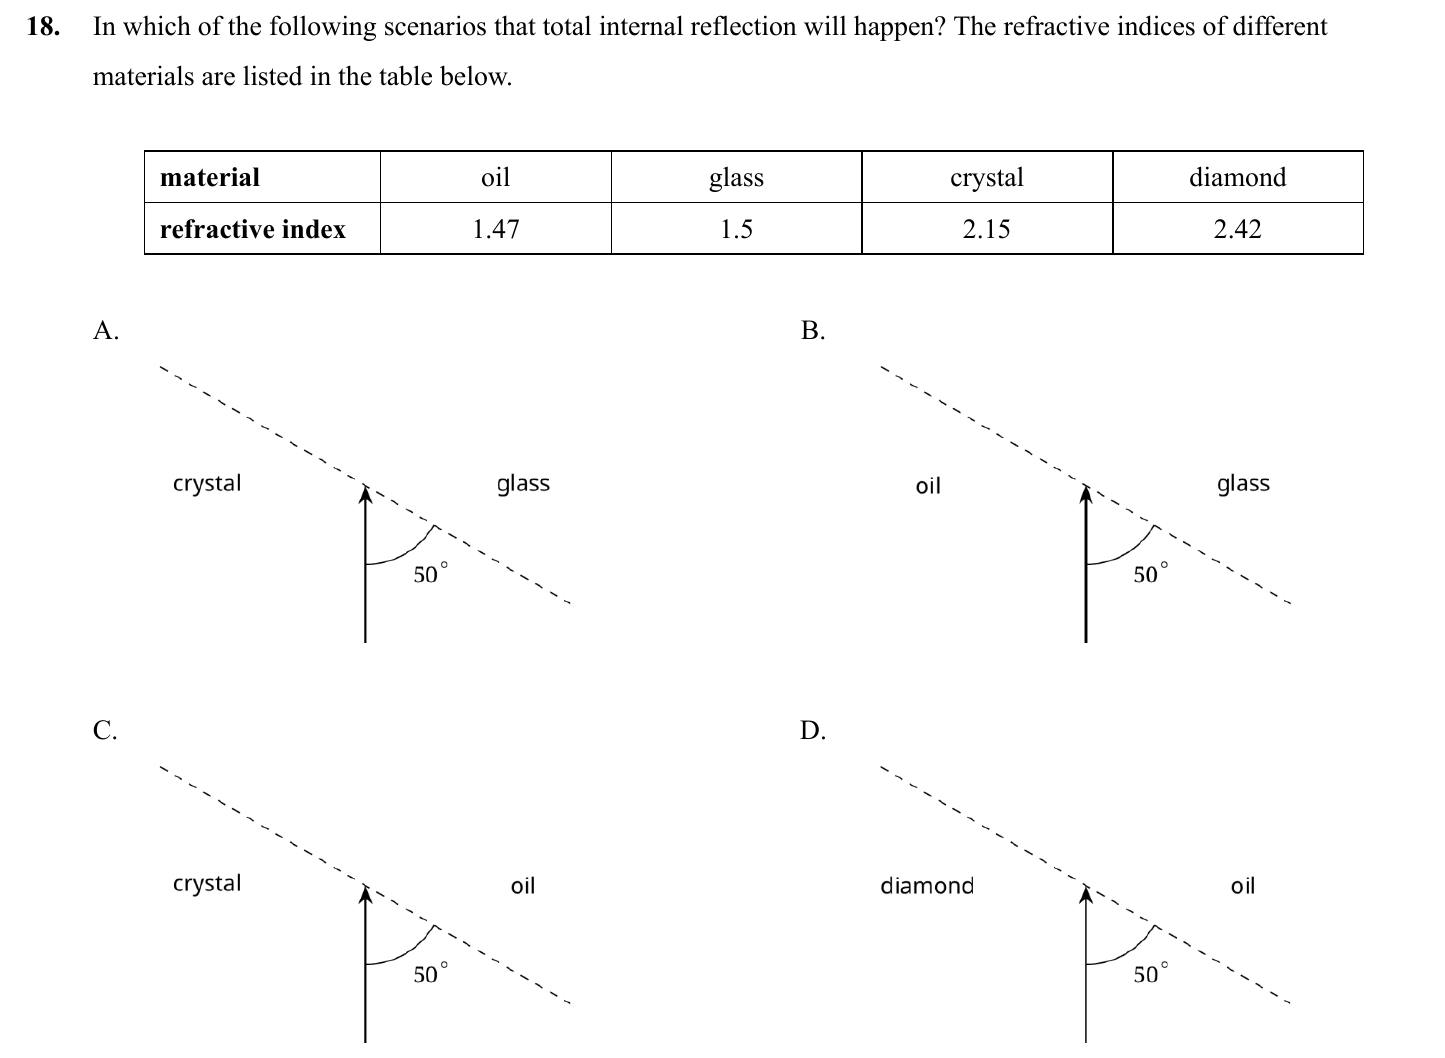 18. In which of the following scenarios that total internal reflection will happen? The refractive indices of different
materials are listed in the table below.
material oil glass crystal diamond
refractive index 1.47 1.5 2.15 2.42
A.
crystal glass
50°
B.
oil glass
50°
C.
crystal oil
50°
D.
diamond oil
50°